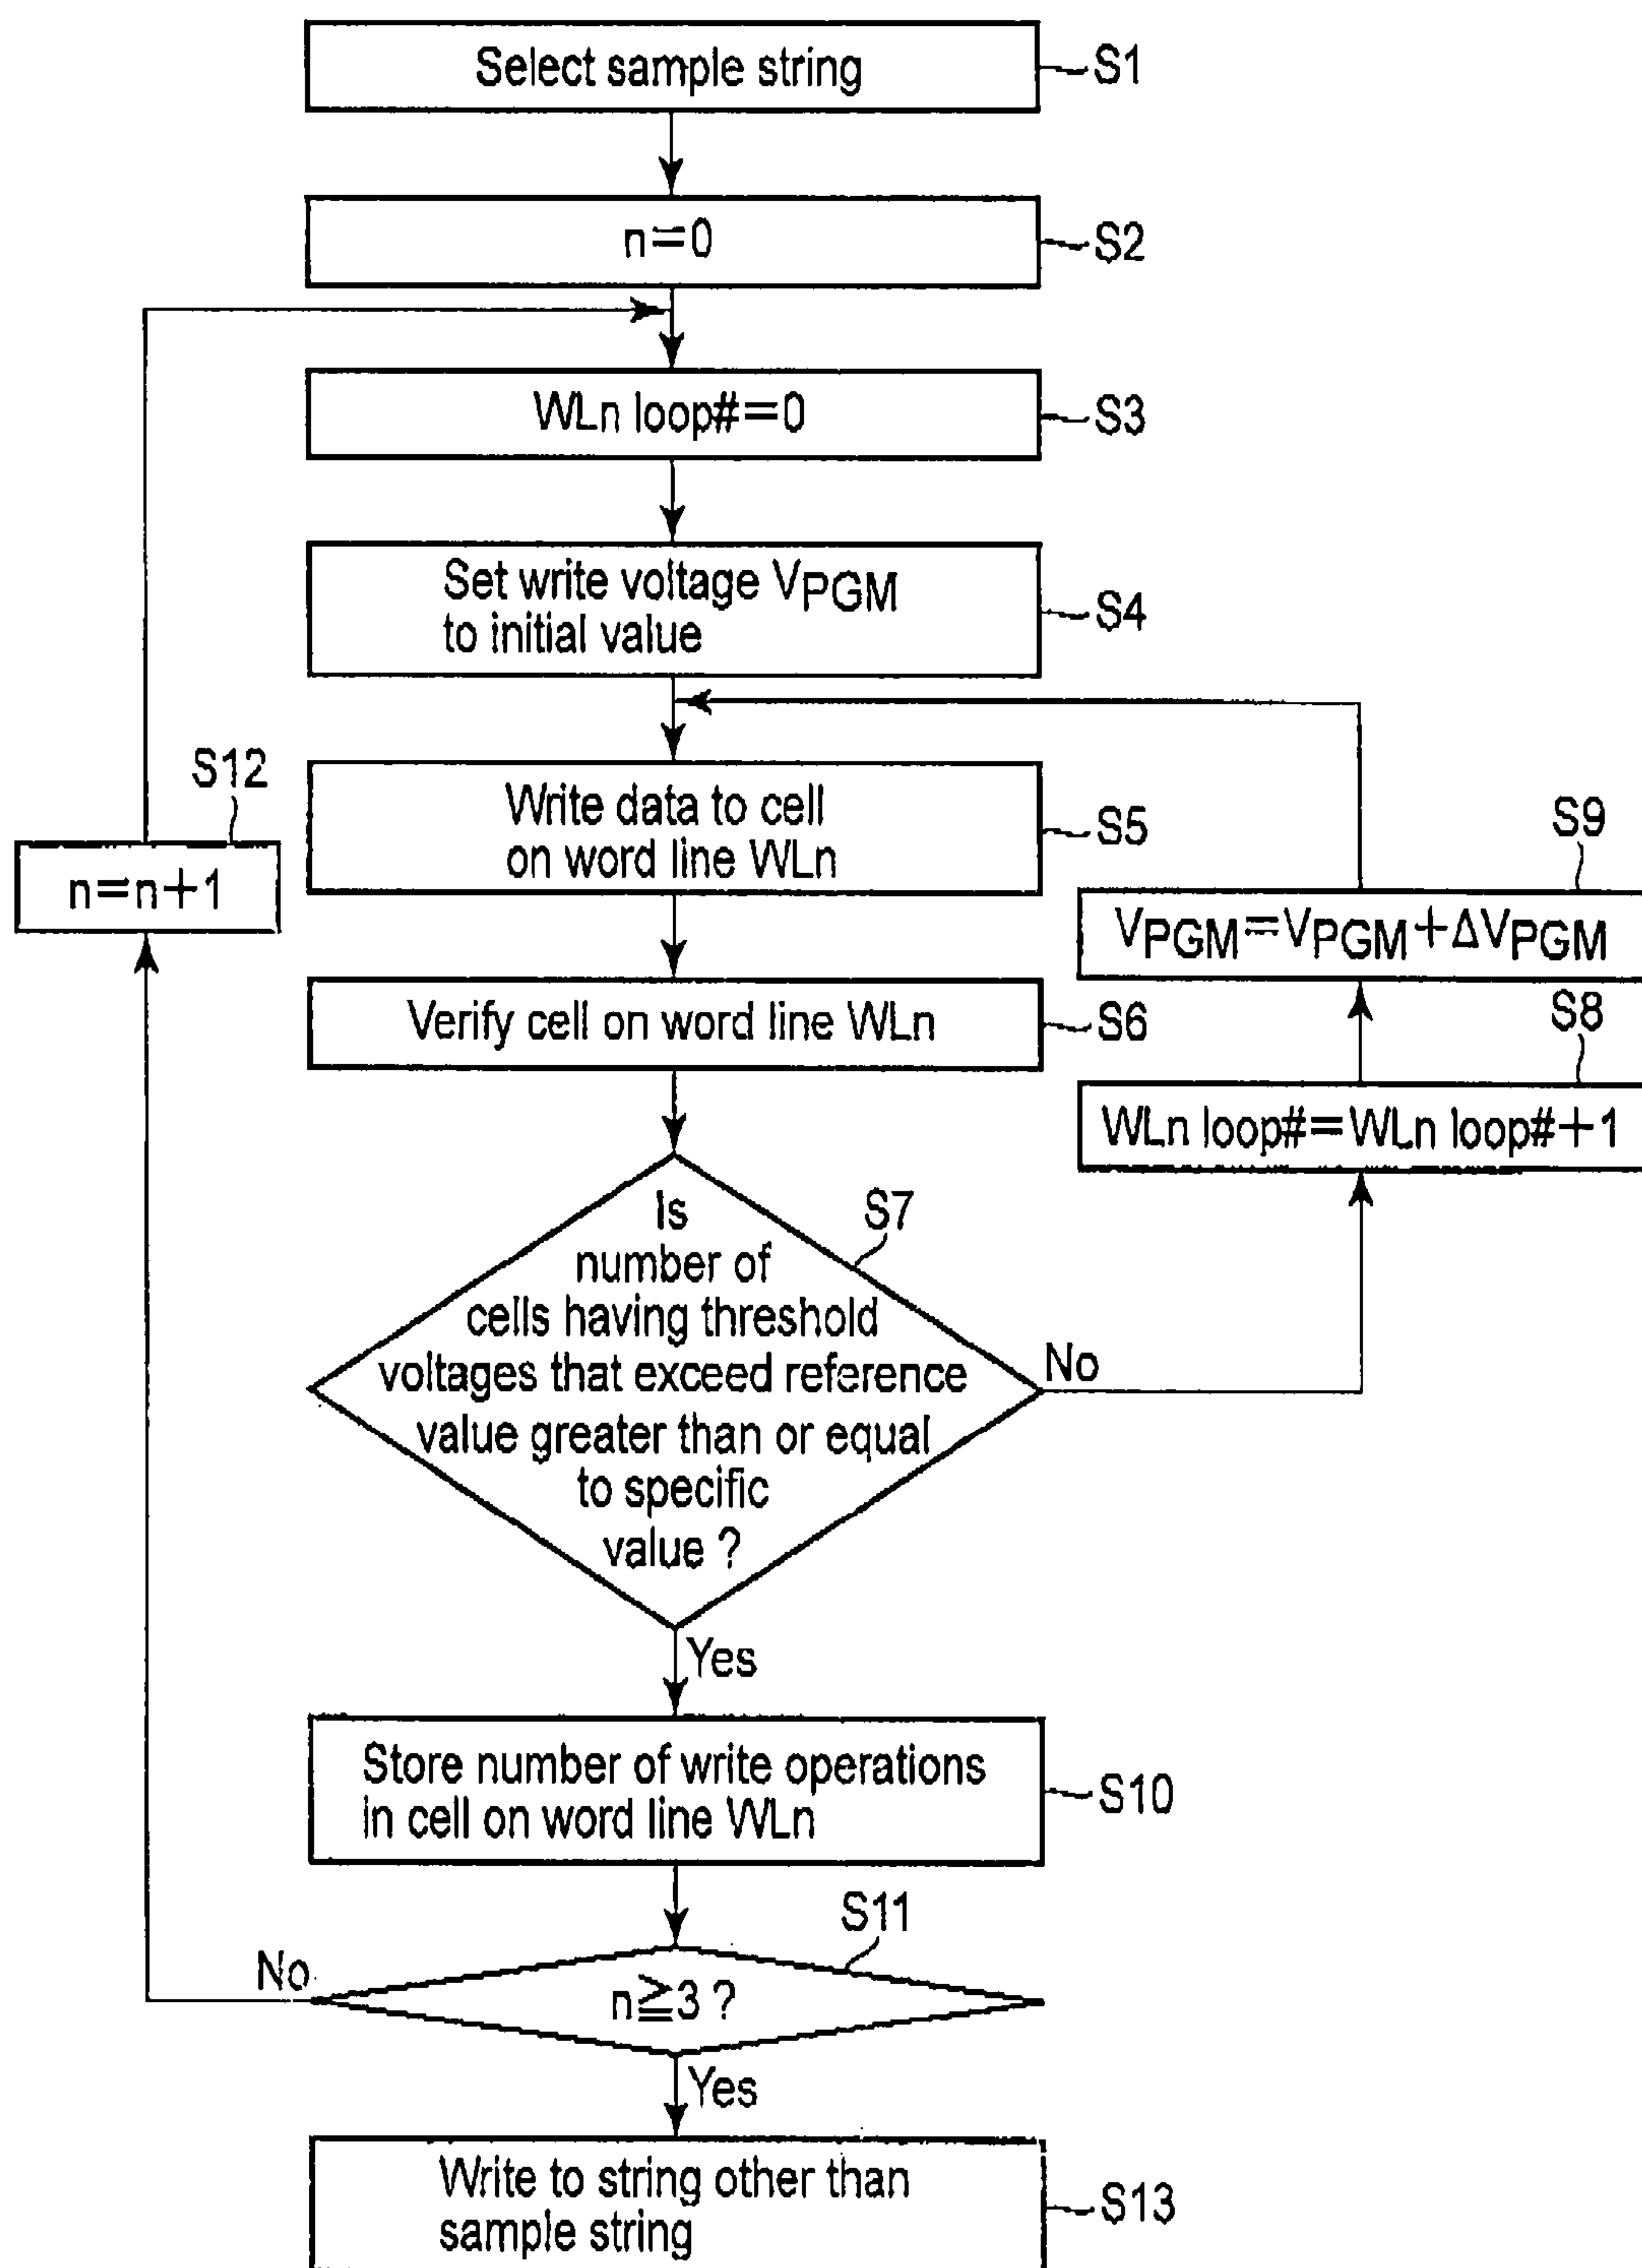 Select sample string
S1
n=0
S2
WLn loop#=0
S3
Set write voltage VPGM
to initial value
S4
S12
n=n+1
Write data to cell
on word line WLn
S5
S9
VPGM=VPGM+ΔVPGM
Verify cell on word line WLn
S6
S8
WLn loop#=WLn loop#+1
Is
number of
cells having threshold
voltages that exceed reference
value greater than or equal
to specific
value ?
S7
No
Yes
Store number of write operations
in cell on word line WLn
S10
S11
No
n≧3 ?
Yes
Write to string other than
sample string
S13